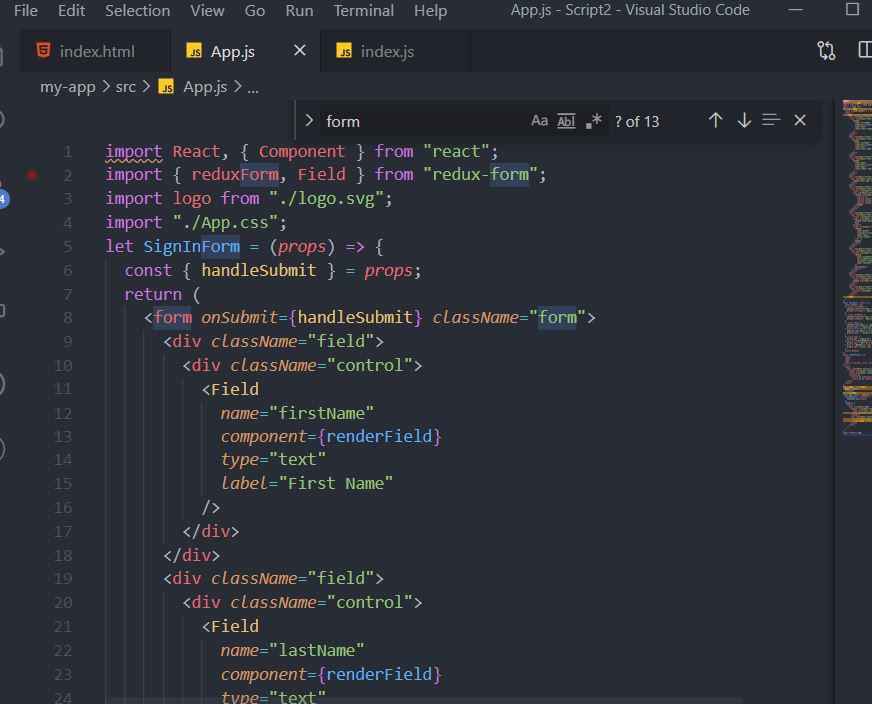 File Edit Selection View Go Run Terminal Help App.js - Script2 - Visual Studio Code
index.html JS App.js JS index.js
my-app > src > JS App.js > ...
form Aa Abl ? of 13
1 import React, { Component } from "react";
2 import { reduxForm, Field } from "redux-form";
3 import logo from "./logo.svg";
4 import "./App.css";
5 let SignInForm = (props) => {
6 const { handleSubmit } = props;
7 return (
8 <form onSubmit={handleSubmit} className="form">
9 <div className="field">
10 <div className="control">
11 <Field
12 name="firstName"
13 component={renderField}
14 type="text"
15 label="First Name"
16 />
17 </div>
18 </div>
19 <div className="field">
20 <div className="control">
21 <Field
22 name="lastName"
23 component={renderField}
24 type="text"
4